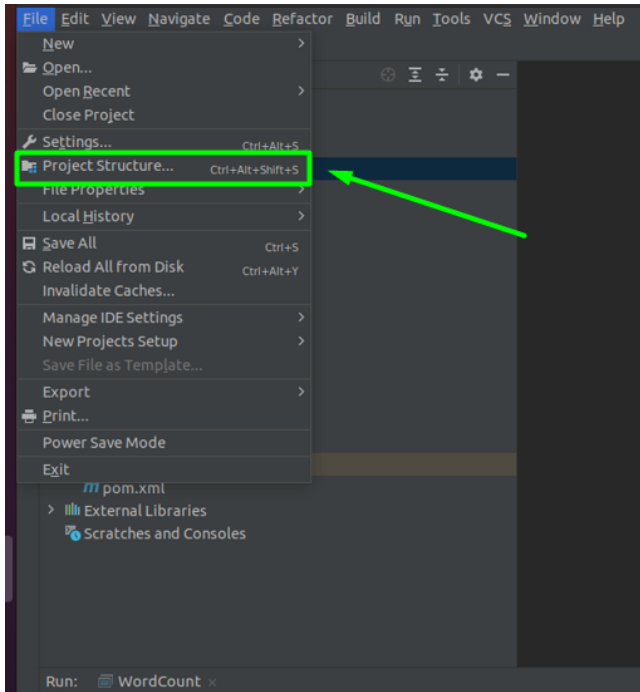 File Edit View Navigate Code Refactor Build Run Tools VCS Window Help
New
Open...
Open Recent
Close Project
Settings... Ctrl+Alt+S
Project Structure... Ctrl+Alt+Shift+S
File Properties
Local History
Save All Ctrl+S
Reload All from Disk Ctrl+Alt+Y
Invalidate Caches...
Manage IDE Settings
New Projects Setup
Save File as Template...
Export
Print...
Power Save Mode
Exit
pom.xml
External Libraries
Scratches and Consoles
Run: WordCount